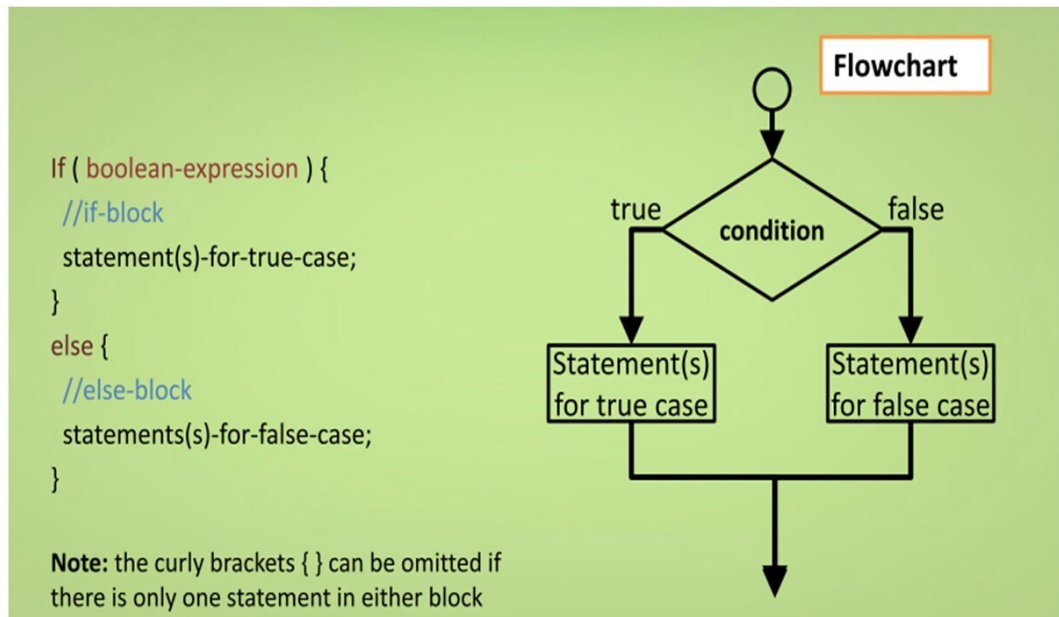 Flowchart
If ( boolean-expression ) {
//if-block
statement(s)-for-true-case;
}
else {
//else-block
statements(s)-for-false-case;
}
Note: the curly brackets { } can be omitted if
there is only one statement in either block
true
false
condition
Statement(s)
for true case
Statement(s)
for false case